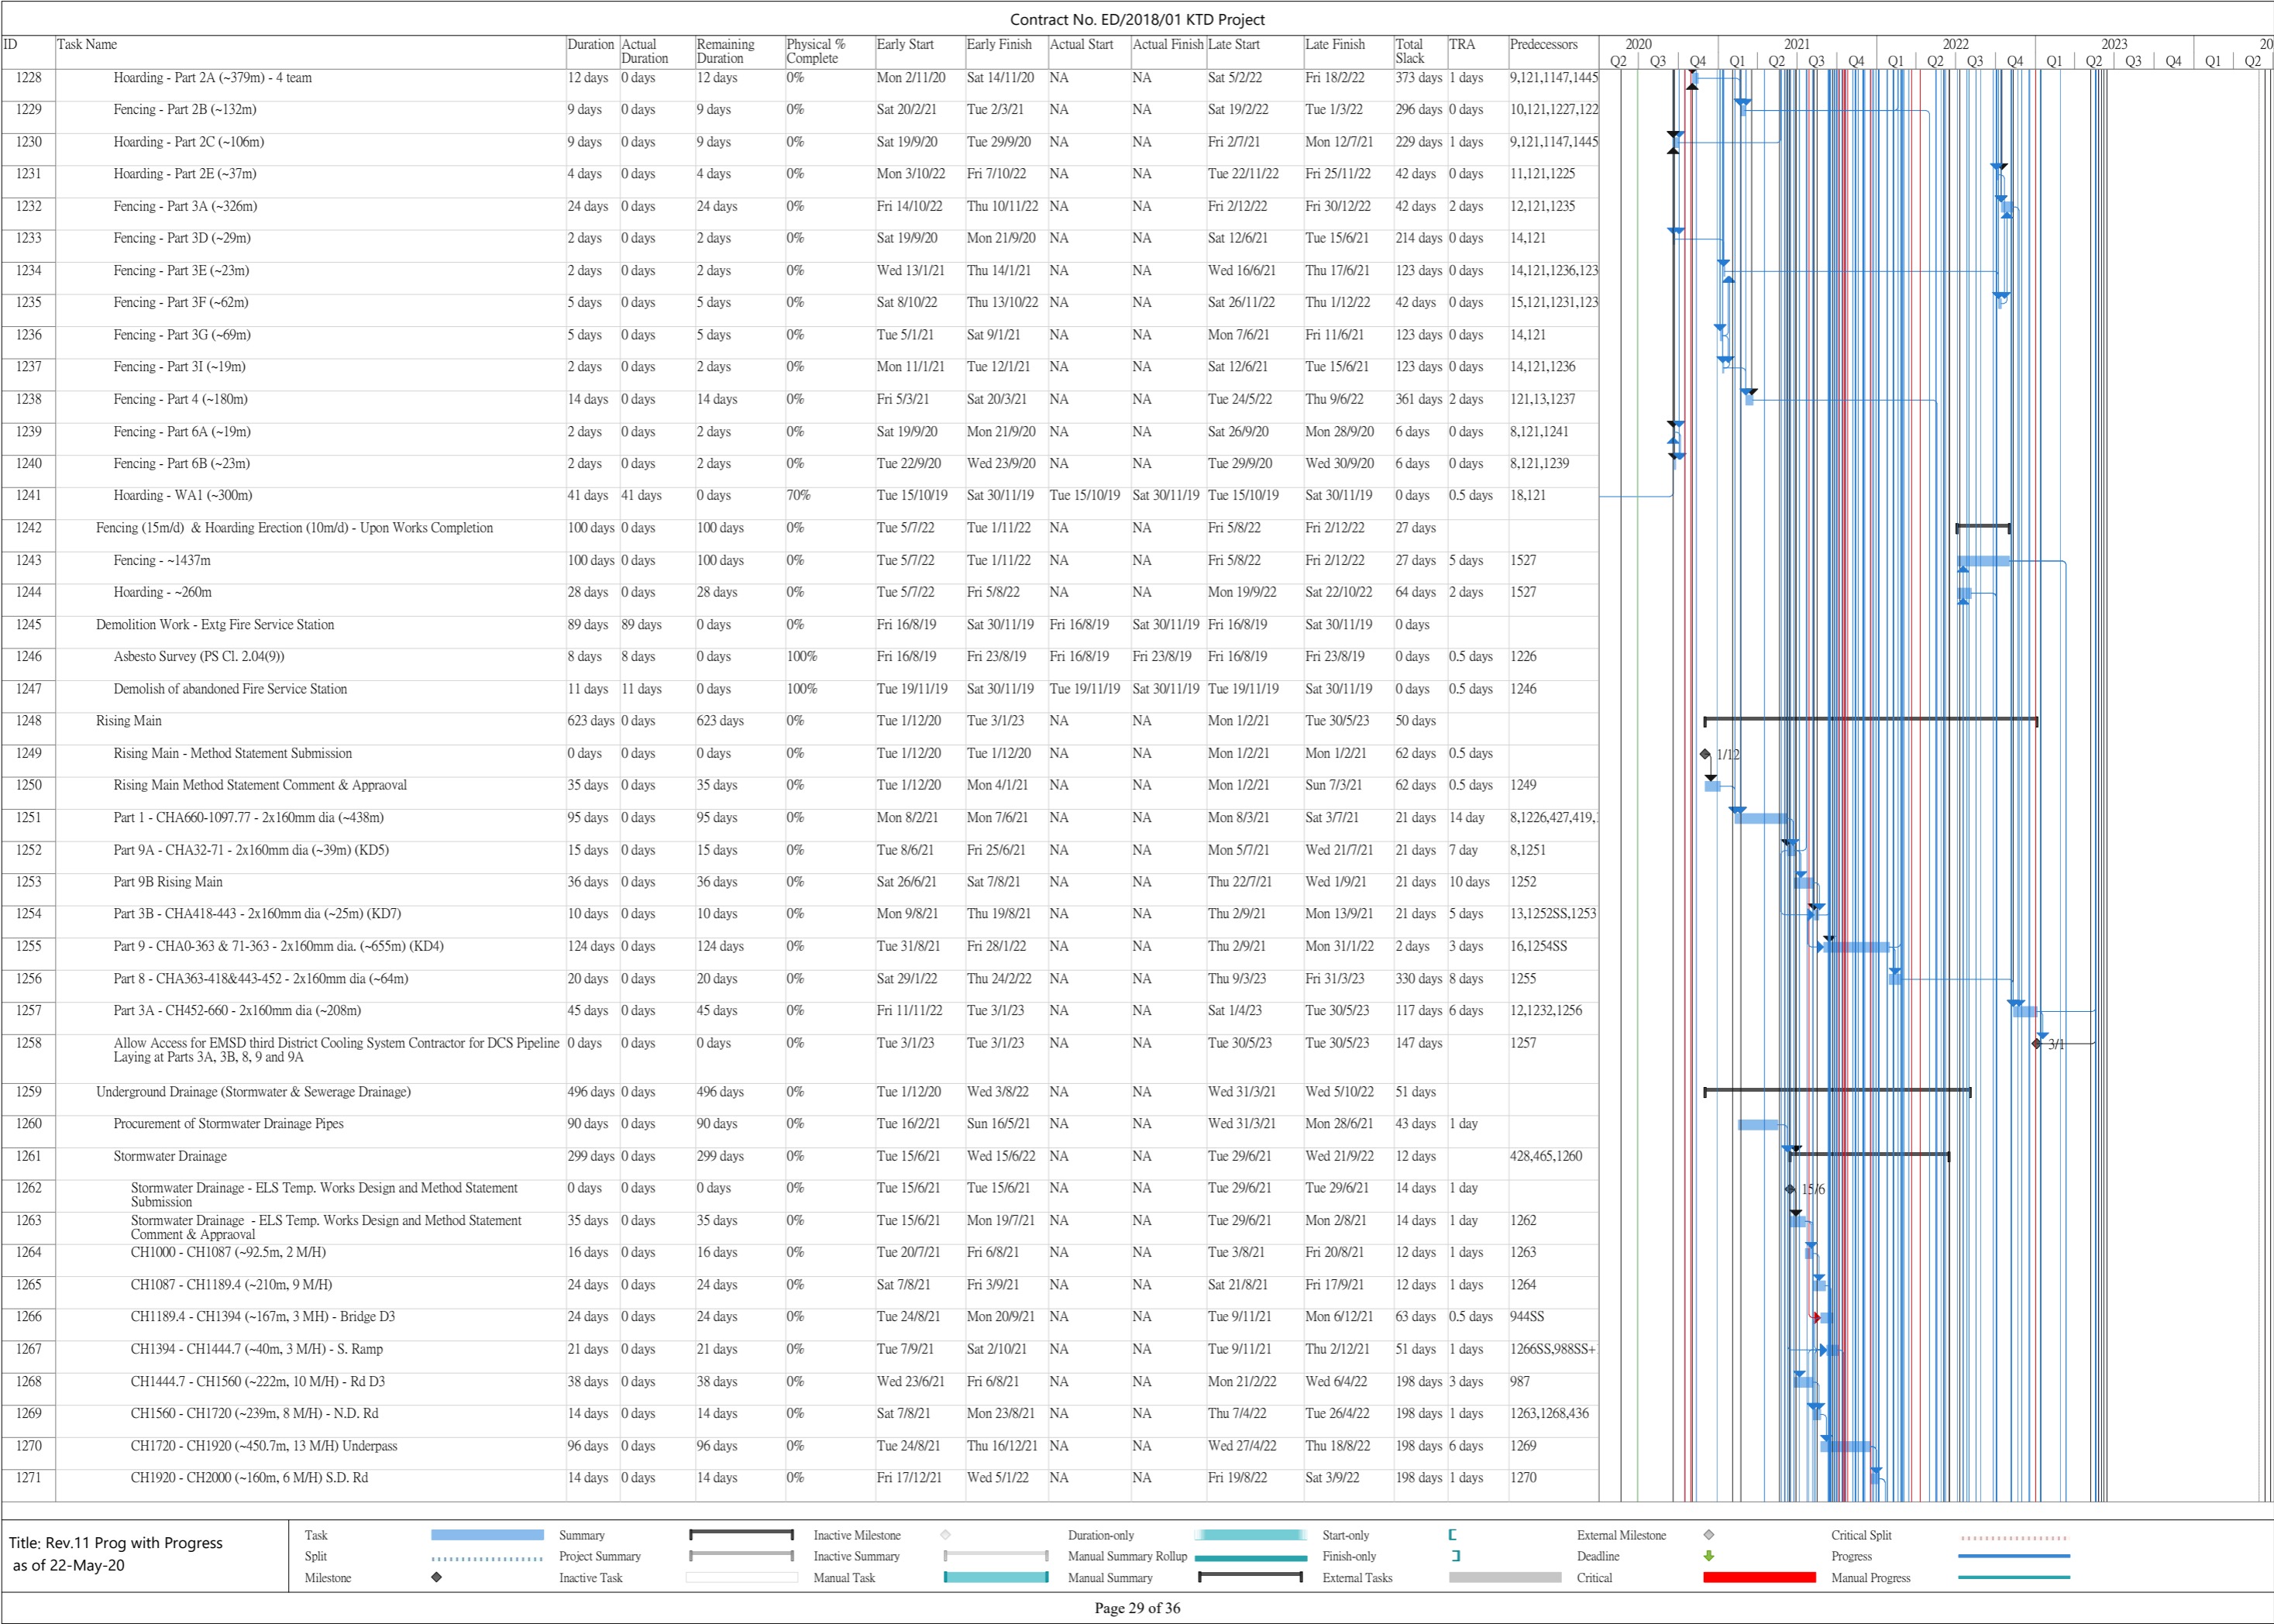 Contract No. ED/2018/01 KTD Project
ID Task Name Duration Actual Duration Remaining Duration Physical % Complete Early Start Early Finish Actual Start Actual Finish Late Start Late Finish Total Slack TRA Predecessors 2020 2021 2022 2023 20
Q2 Q3 Q4 Q1 Q2 Q3 Q4 Q1 Q2 Q3 Q4 Q1 Q2 Q3 Q4 Q1 Q2
1228 Hoarding - Part 2A (~379m) - 4 team 12 days 0 days 12 days 0% Mon 2/11/20 Sat 14/11/20 NA NA Sat 5/2/22 Fri 18/2/22 373 days 1 days 9,121,1147,1445
1229 Fencing - Part 2B (~132m) 9 days 0 days 9 days 0% Sat 20/2/21 Tue 2/3/21 NA NA Sat 19/2/22 Tue 1/3/22 296 days 0 days 10,121,1227,122
1230 Hoarding - Part 2C (~106m) 9 days 0 days 9 days 0% Sat 19/9/20 Tue 29/9/20 NA NA Fri 2/7/21 Mon 12/7/21 229 days 1 days 9,121,1147,1445
1231 Hoarding - Part 2E (~37m) 4 days 0 days 4 days 0% Mon 3/10/22 Fri 7/10/22 NA NA Tue 22/11/22 Fri 25/11/22 42 days 0 days 11,121,1225
1232 Fencing - Part 3A (~326m) 24 days 0 days 24 days 0% Fri 14/10/22 Thu 10/11/22 NA NA Fri 2/12/22 Fri 30/12/22 42 days 2 days 12,121,1235
1233 Fencing - Part 3D (~29m) 2 days 0 days 2 days 0% Sat 19/9/20 Mon 21/9/20 NA NA Sat 12/6/21 Tue 15/6/21 214 days 0 days 14,121
1234 Fencing - Part 3E (~23m) 2 days 0 days 2 days 0% Wed 13/1/21 Thu 14/1/21 NA NA Wed 16/6/21 Thu 17/6/21 123 days 0 days 14,121,1236,123
1235 Fencing - Part 3F (~62m) 5 days 0 days 5 days 0% Sat 8/10/22 Thu 13/10/22 NA NA Sat 26/11/22 Thu 1/12/22 42 days 0 days 15,121,1231,123
1236 Fencing - Part 3G (~69m) 5 days 0 days 5 days 0% Tue 5/1/21 Sat 9/1/21 NA NA Mon 7/6/21 Fri 11/6/21 123 days 0 days 14,121
1237 Fencing - Part 3I (~19m) 2 days 0 days 2 days 0% Mon 11/1/21 Tue 12/1/21 NA NA Sat 12/6/21 Tue 15/6/21 123 days 0 days 14,121,1236
1238 Fencing - Part 4 (~180m) 14 days 0 days 14 days 0% Fri 5/3/21 Sat 20/3/21 NA NA Tue 24/5/22 Thu 9/6/22 361 days 2 days 121,13,1237
1239 Fencing - Part 6A (~19m) 2 days 0 days 2 days 0% Sat 19/9/20 Mon 21/9/20 NA NA Sat 26/9/20 Mon 28/9/20 6 days 0 days 8,121,1241
1240 Fencing - Part 6B (~23m) 2 days 0 days 2 days 0% Tue 22/9/20 Wed 23/9/20 NA NA Tue 29/9/20 Wed 30/9/20 6 days 0 days 8,121,1239
1241 Hoarding - WA1 (~300m) 41 days 41 days 0 days 70% Tue 15/10/19 Sat 30/11/19 Tue 15/10/19 Sat 30/11/19 Tue 15/10/19 Sat 30/11/19 0 days 0.5 days 18,121
1242 Fencing (15m/d) & Hoarding Erection (10m/d) - Upon Works Completion 100 days 0 days 100 days 0% Tue 5/7/22 Tue 1/11/22 NA NA Fri 5/8/22 Fri 2/12/22 27 days
1243 Fencing - ~1437m 100 days 0 days 100 days 0% Tue 5/7/22 Tue 1/11/22 NA NA Fri 5/8/22 Fri 2/12/22 27 days 5 days 1527
1244 Hoarding - ~260m 28 days 0 days 28 days 0% Tue 5/7/22 Fri 5/8/22 NA NA Mon 19/9/22 Sat 22/10/22 64 days 2 days 1527
1245 Demolition Work - Extg Fire Service Station 89 days 89 days 0 days 0% Fri 16/8/19 Sat 30/11/19 Fri 16/8/19 Sat 30/11/19 Fri 16/8/19 Sat 30/11/19 0 days
1246 Asbesto Survey (PS Cl. 2.04(9)) 8 days 8 days 0 days 100% Fri 16/8/19 Fri 23/8/19 Fri 16/8/19 Fri 23/8/19 Fri 16/8/19 Fri 23/8/19 0 days 0.5 days 1226
1247 Demolish of abandoned Fire Service Station 11 days 11 days 0 days 100% Tue 19/11/19 Sat 30/11/19 Tue 19/11/19 Sat 30/11/19 Tue 19/11/19 Sat 30/11/19 0 days 0.5 days 1246
1248 Rising Main 623 days 0 days 623 days 0% Tue 1/12/20 Tue 3/1/23 NA NA Mon 1/2/21 Tue 30/5/23 50 days
1249 Rising Main - Method Statement Submission 0 days 0 days 0 days 0% Tue 1/12/20 Tue 1/12/20 NA NA Mon 1/2/21 Mon 1/2/21 62 days 0.5 days 1/12
1250 Rising Main Method Statement Comment & Appraoval 35 days 0 days 35 days 0% Tue 1/12/20 Mon 4/1/21 NA NA Mon 1/2/21 Sun 7/3/21 62 days 0.5 days 1249
1251 Part 1 - CHA660-1097.77 - 2x160mm dia (~438m) 95 days 0 days 95 days 0% Mon 8/2/21 Mon 7/6/21 NA NA Mon 8/3/21 Sat 3/7/21 21 days 14 day 8,1226,427,419,
1252 Part 9A - CHA32-71 - 2x160mm dia (~39m) (KD5) 15 days 0 days 15 days 0% Tue 8/6/21 Fri 25/6/21 NA NA Mon 5/7/21 Wed 21/7/21 21 days 7 day 8,1251
1253 Part 9B Rising Main 36 days 0 days 36 days 0% Sat 26/6/21 Sat 7/8/21 NA NA Thu 22/7/21 Wed 1/9/21 21 days 10 days 1252
1254 Part 3B - CHA418-443 - 2x160mm dia (~25m) (KD7) 10 days 0 days 10 days 0% Mon 9/8/21 Thu 19/8/21 NA NA Thu 2/9/21 Mon 13/9/21 21 days 5 days 13,1252SS,1253
1255 Part 9 - CHA0-363 & 71-363 - 2x160mm dia. (~655m) (KD4) 124 days 0 days 124 days 0% Tue 31/8/21 Fri 28/1/22 NA NA Thu 2/9/21 Mon 31/1/22 2 days 3 days 16,1254SS
1256 Part 8 - CHA363-418&443-452 - 2x160mm dia (~64m) 20 days 0 days 20 days 0% Sat 29/1/22 Thu 24/2/22 NA NA Thu 9/3/23 Fri 31/3/23 330 days 8 days 1255
1257 Part 3A - CH452-660 - 2x160mm dia (~208m) 45 days 0 days 45 days 0% Fri 11/11/22 Tue 3/1/23 NA NA Sat 1/4/23 Tue 30/5/23 117 days 6 days 12,1232,1256
1258 Allow Access for EMSD third District Cooling System Contractor for DCS Pipeline 0 days 0 days 0 days 0% Tue 3/1/23 Tue 3/1/23 NA NA Tue 30/5/23 Tue 30/5/23 147 days 1257 3/1
Laying at Parts 3A, 3B, 8, 9 and 9A
1259 Underground Drainage (Stormwater & Sewerage Drainage) 496 days 0 days 496 days 0% Tue 1/12/20 Wed 3/8/22 NA NA Wed 31/3/21 Wed 5/10/22 51 days
1260 Procurement of Stormwater Drainage Pipes 90 days 0 days 90 days 0% Tue 16/2/21 Sun 16/5/21 NA NA Wed 31/3/21 Mon 28/6/21 43 days 1 day
1261 Stormwater Drainage 299 days 0 days 299 days 0% Tue 15/6/21 Wed 15/6/22 NA NA Tue 29/6/21 Wed 21/9/22 12 days 428,465,1260
1262 Stormwater Drainage - ELS Temp. Works Design and Method Statement 0 days 0 days 0 days 0% Tue 15/6/21 Tue 15/6/21 NA NA Tue 29/6/21 Tue 29/6/21 14 days 1 day 15/6
Submission
1263 Stormwater Drainage - ELS Temp. Works Design and Method Statement 35 days 0 days 35 days 0% Tue 15/6/21 Mon 19/7/21 NA NA Tue 29/6/21 Mon 2/8/21 14 days 1 day 1262
Comment & Appraoval
1264 CH1000 - CH1087 (~92.5m, 2 M/H) 16 days 0 days 16 days 0% Tue 20/7/21 Fri 6/8/21 NA NA Tue 3/8/21 Fri 20/8/21 12 days 1 days 1263
1265 CH1087 - CH1189.4 (~210m, 9 M/H) 24 days 0 days 24 days 0% Sat 7/8/21 Fri 3/9/21 NA NA Sat 21/8/21 Fri 17/9/21 12 days 1 days 1264
1266 CH1189.4 - CH1394 (~167m, 3 MH) - Bridge D3 24 days 0 days 24 days 0% Tue 24/8/21 Mon 20/9/21 NA NA Tue 9/11/21 Mon 6/12/21 63 days 0.5 days 944SS
1267 CH1394 - CH1444.7 (~40m, 3 M/H) - S. Ramp 21 days 0 days 21 days 0% Tue 7/9/21 Sat 2/10/21 NA NA Tue 9/11/21 Thu 2/12/21 51 days 1 days 1266SS,988SS+
1268 CH1444.7 - CH1560 (~222m, 10 M/H) - Rd D3 38 days 0 days 38 days 0% Wed 23/6/21 Fri 6/8/21 NA NA Mon 21/2/22 Wed 6/4/22 198 days 3 days 987
1269 CH1560 - CH1720 (~239m, 8 M/H) - N.D. Rd 14 days 0 days 14 days 0% Sat 7/8/21 Mon 23/8/21 NA NA Thu 7/4/22 Tue 26/4/22 198 days 1 days 1263,1268,436
1270 CH1720 - CH1920 (~450.7m, 13 M/H) Underpass 96 days 0 days 96 days 0% Tue 24/8/21 Thu 16/12/21 NA NA Wed 27/4/22 Thu 18/8/22 198 days 6 days 1269
1271 CH1920 - CH2000 (~160m, 6 M/H) S.D. Rd 14 days 0 days 14 days 0% Fri 17/12/21 Wed 5/1/22 NA NA Fri 19/8/22 Sat 3/9/22 198 days 1 days 1270
Title: Rev.11 Prog with Progress
as of 22-May-20
Task Summary Inactive Milestone Duration-only Start-only External Milestone Critical Split
Split Project Summary Inactive Summary Manual Summary Rollup Finish-only Deadline Progress
Milestone Inactive Task Manual Task Manual Summary External Tasks Critical Manual Progress
Page 29 of 36